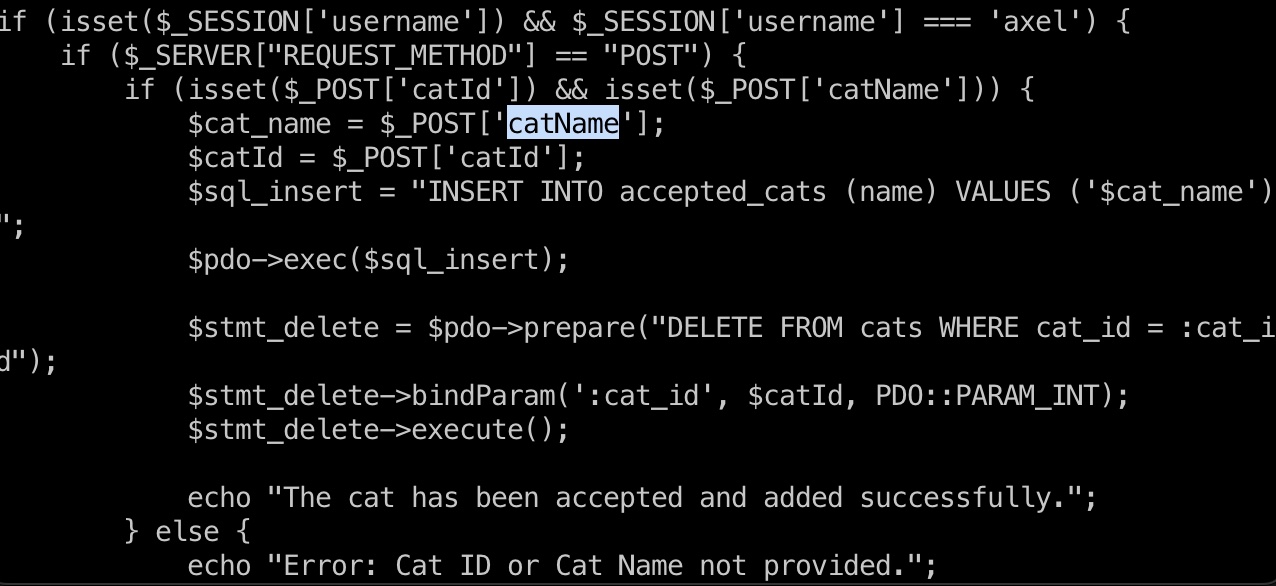 if (isset($_SESSION['username']) && $_SESSION['username'] === 'axel') {
if ($_SERVER["REQUEST_METHOD"] == "POST") {
if (isset($_POST['catId']) && isset($_POST['catName'])) {
$cat_name = $_POST['catName'];
$catId = $_POST['catId'];
$sql_insert = "INSERT INTO accepted_cats (name) VALUES ('$cat_name')
";
$pdo->exec($sql_insert);
$stmt_delete = $pdo->prepare("DELETE FROM cats WHERE cat_id = :cat_i
d");
$stmt_delete->bindParam(':cat_id', $catId, PDO::PARAM_INT);
$stmt_delete->execute();
echo "The cat has been accepted and added successfully.";
} else {
echo "Error: Cat ID or Cat Name not provided.";